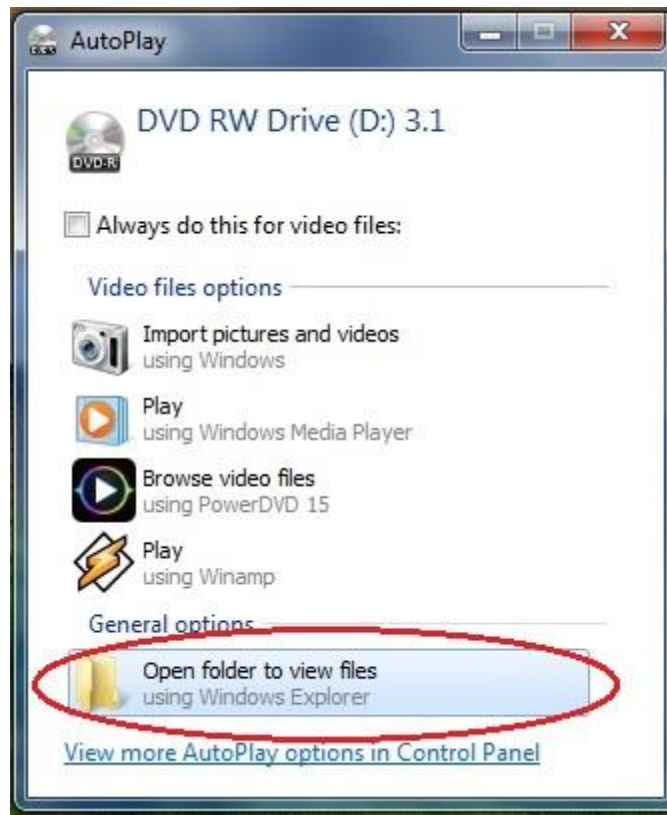 AutoPlay
DVD RW Drive (D:) 3.1
DVD-R
Always do this for video files:
Video files options
Import pictures and videos
using Windows
Play
using Windows Media Player
Browse video files
using PowerDVD 15
Play
using Winamp
General options
Open folder to view files
using Windows Explorer
View more AutoPlay options in Control Panel